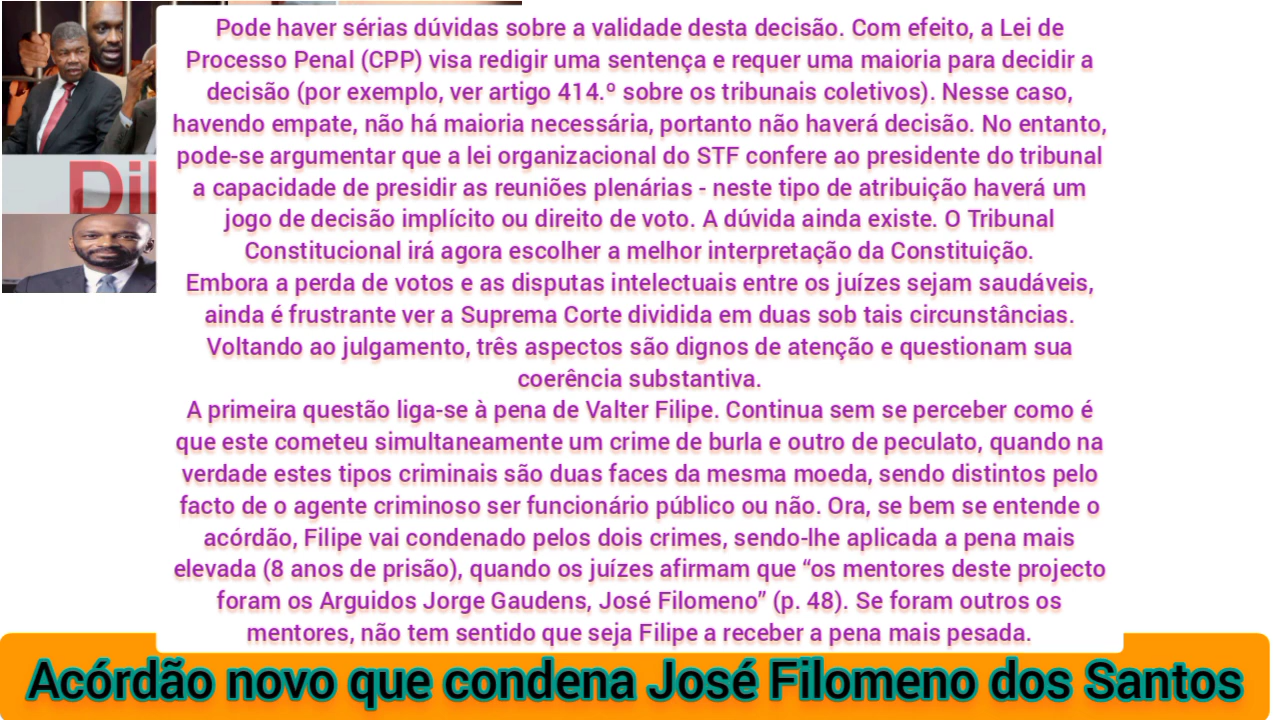 Pode haver sérias dúvidas sobre a validade desta decisão. Com efeito, a Lei de
Processo Penal (CPP) visa redigir uma sentença e requer uma maioria para decidir a
decisão (por exemplo, ver artigo 414.º sobre os tribunais coletivos). Nesse caso,
havendo empate, não há maioria necessária, portanto não haverá decisão. No entanto,
pode-se argumentar que a lei organizacional do STF confere ao presidente do tribunal
a capacidade de presidir as reuniões plenárias - neste tipo de atribuição haverá um
jogo de decisão implícito ou direito de voto. A dúvida ainda existe. O Tribunal
Constitucional irá agora escolher a melhor interpretação da Constituição.
Embora a perda de votos e as disputas intelectuais entre os juízes sejam saudáveis,
ainda é frustrante ver a Suprema Corte dividida em duas sob tais circunstâncias.
Voltando ao julgamento, três aspectos são dignos de atenção e questionam sua
coerência substantiva.
A primeira questão liga-se à pena de Valter Filipe. Continua sem se perceber como é
que este cometeu simultaneamente um crime de burla e outro de peculato, quando na
verdade estes tipos criminais são duas faces da mesma moeda, sendo distintos pelo
facto de o agente criminoso ser funcionário público ou não. Ora, se bem se entende o
acórdão, Filipe vai condenado pelos dois crimes, sendo-lhe aplicada a pena mais
elevada (8 anos de prisão), quando os juízes afirmam que “os mentores deste projecto
foram os Arguidos Jorge Gaudens, José Filomeno” (p. 48). Se foram outros os
mentores, não tem sentido que seja Filipe a receber a pena mais pesada.
Acórdão novo que condena José Filomeno dos Santos